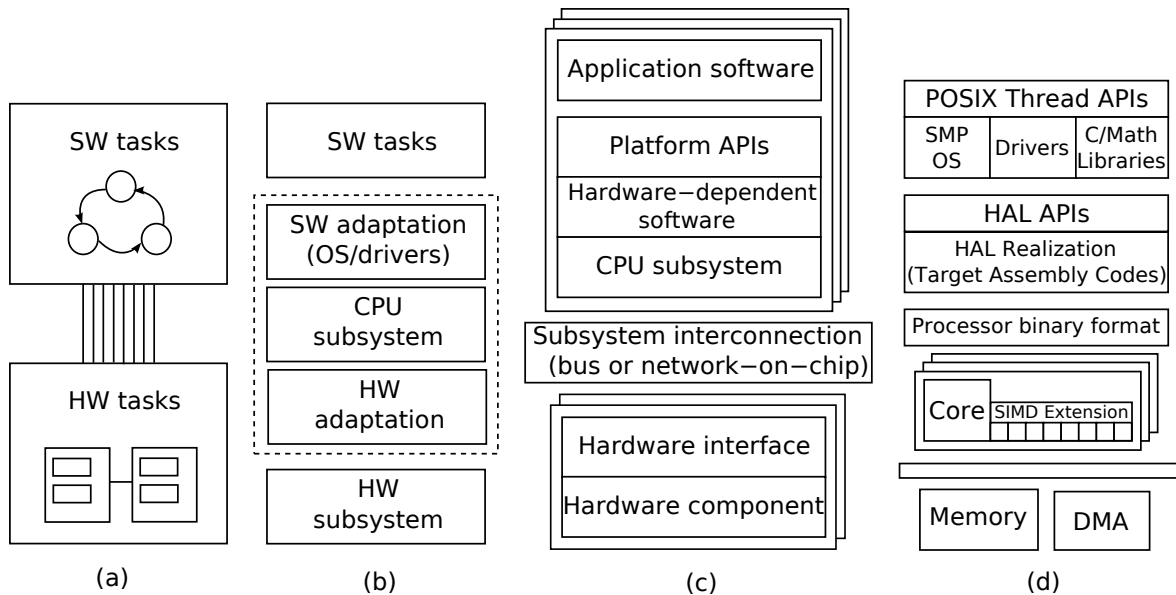 SW tasks
HW tasks
(a)
SW tasks
SW adaptation
(OS/drivers)
CPU
subsystem
HW
adaptation
HW
subsystem
(b)
Application software
Platform APIs
Hardware−dependent
software
CPU subsystem
Subsystem interconnection
(bus or network−on−chip)
Hardware interface
Hardware component
(c)
POSIX Thread APIs
SMP
OS
Drivers
C/Math
Libraries
HAL APIs
HAL Realization
(Target Assembly Codes)
Processor binary format
Core
SIMD Extension
Memory
DMA
(d)